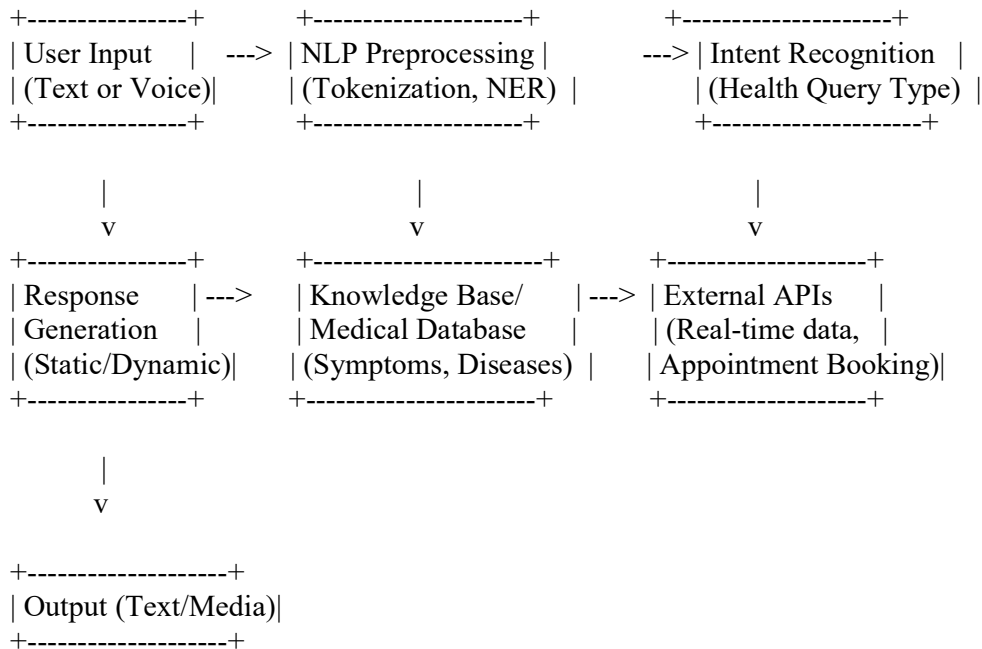 +----------------+ +----------------------+ +---------------------+
| User Input | ---> | NLP Preprocessing | ---> | Intent Recognition |
| (Text or Voice)| | (Tokenization, NER) | | (Health Query Type) |
+----------------+ +----------------------+ +---------------------+
| | |
v v v
+----------------+ +-----------------------+ +--------------------+
| Response | ---> | Knowledge Base/ | ---> | External APIs |
| Generation | | Medical Database | | (Real-time data, |
| (Static/Dynamic)| | (Symptoms, Diseases) | | Appointment Booking)|
+----------------+ +----------------------+ +--------------------+
|
v
+--------------------+
| Output (Text/Media)|
+--------------------+